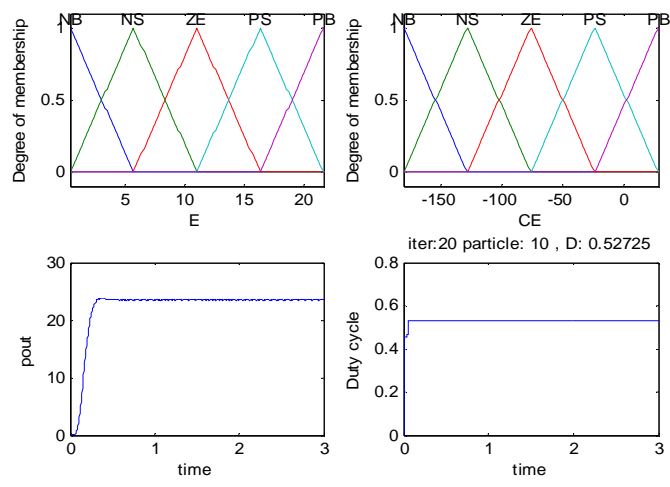 NB NS ZE PS PB
1
0.5
0
Degree of membership
5 10 15 20
E
NB NS ZE PS PB
1
0.5
0
Degree of membership
-150 -100 -50 0
CE
30
20
10
0
pout
0 1 2 3
time
iter:20 particle: 10 , D: 0.52725
0.8
0.6
0.4
0.2
0
Duty cycle
0 1 2 3
time